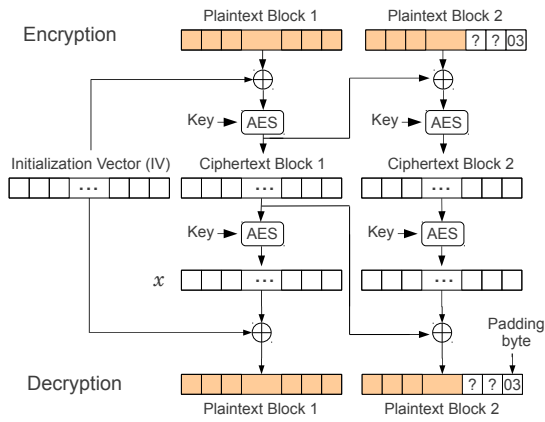 Plaintext Block 1
Plaintext Block 2
Encryption
? ? 03
Key AES
Key AES
Initialization Vector (IV)
Ciphertext Block 1
Ciphertext Block 2
... ... ...
Key AES
Key AES
x ... ...
Padding
byte
Decryption
? ? 03
Plaintext Block 1
Plaintext Block 2